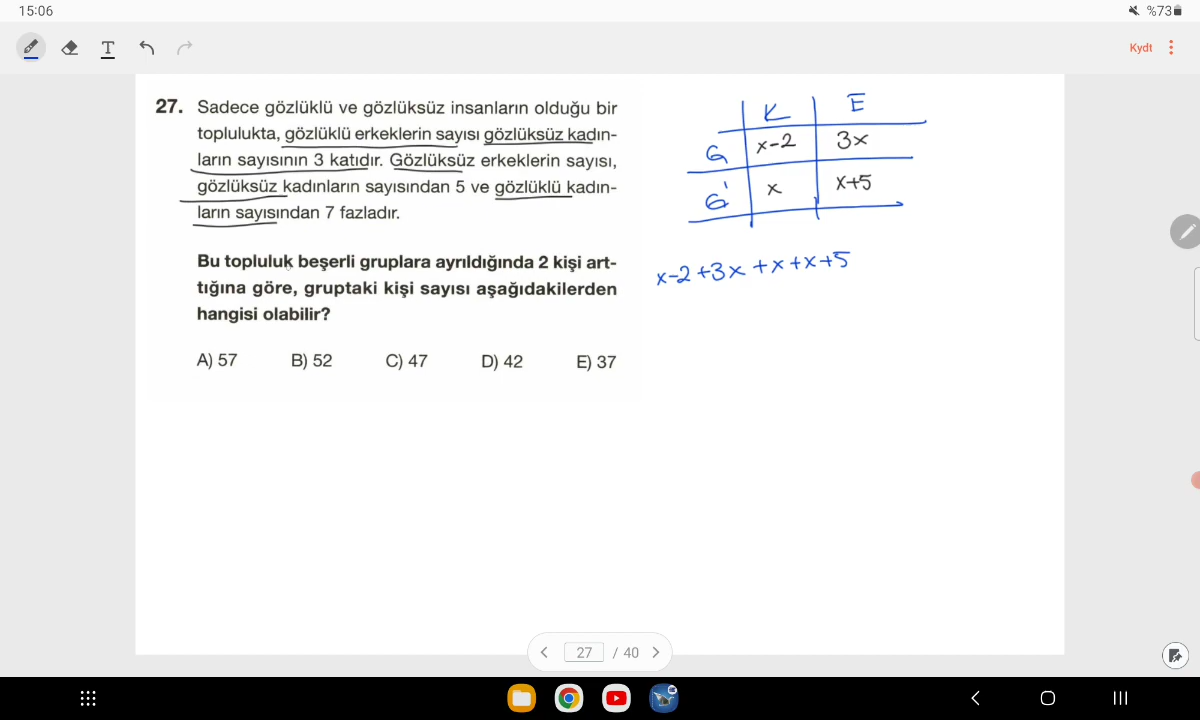 15:06
%73
T
Kydt
27. Sadece gözlüklü ve gözlüksüz insanların olduğu bir
toplulukta, gözlüklü erkeklerin sayısı gözlüksüz kadın-
ların sayısının 3 katıdır. Gözlüksüz erkeklerin sayısı,
gözlüksüz kadınların sayısından 5 ve gözlüklü kadın-
ların sayısından 7 fazladır.
Bu topluluk beşerli gruplara ayrıldığında 2 kişi art-
tığına göre, gruptaki kişi sayısı aşağıdakilerden
hangisi olabilir?
A) 57 B) 52 C) 47 D) 42 E) 37
K E
G x-2 3x
G' x x+5
x-2+3x+x+x+5
27 / 40